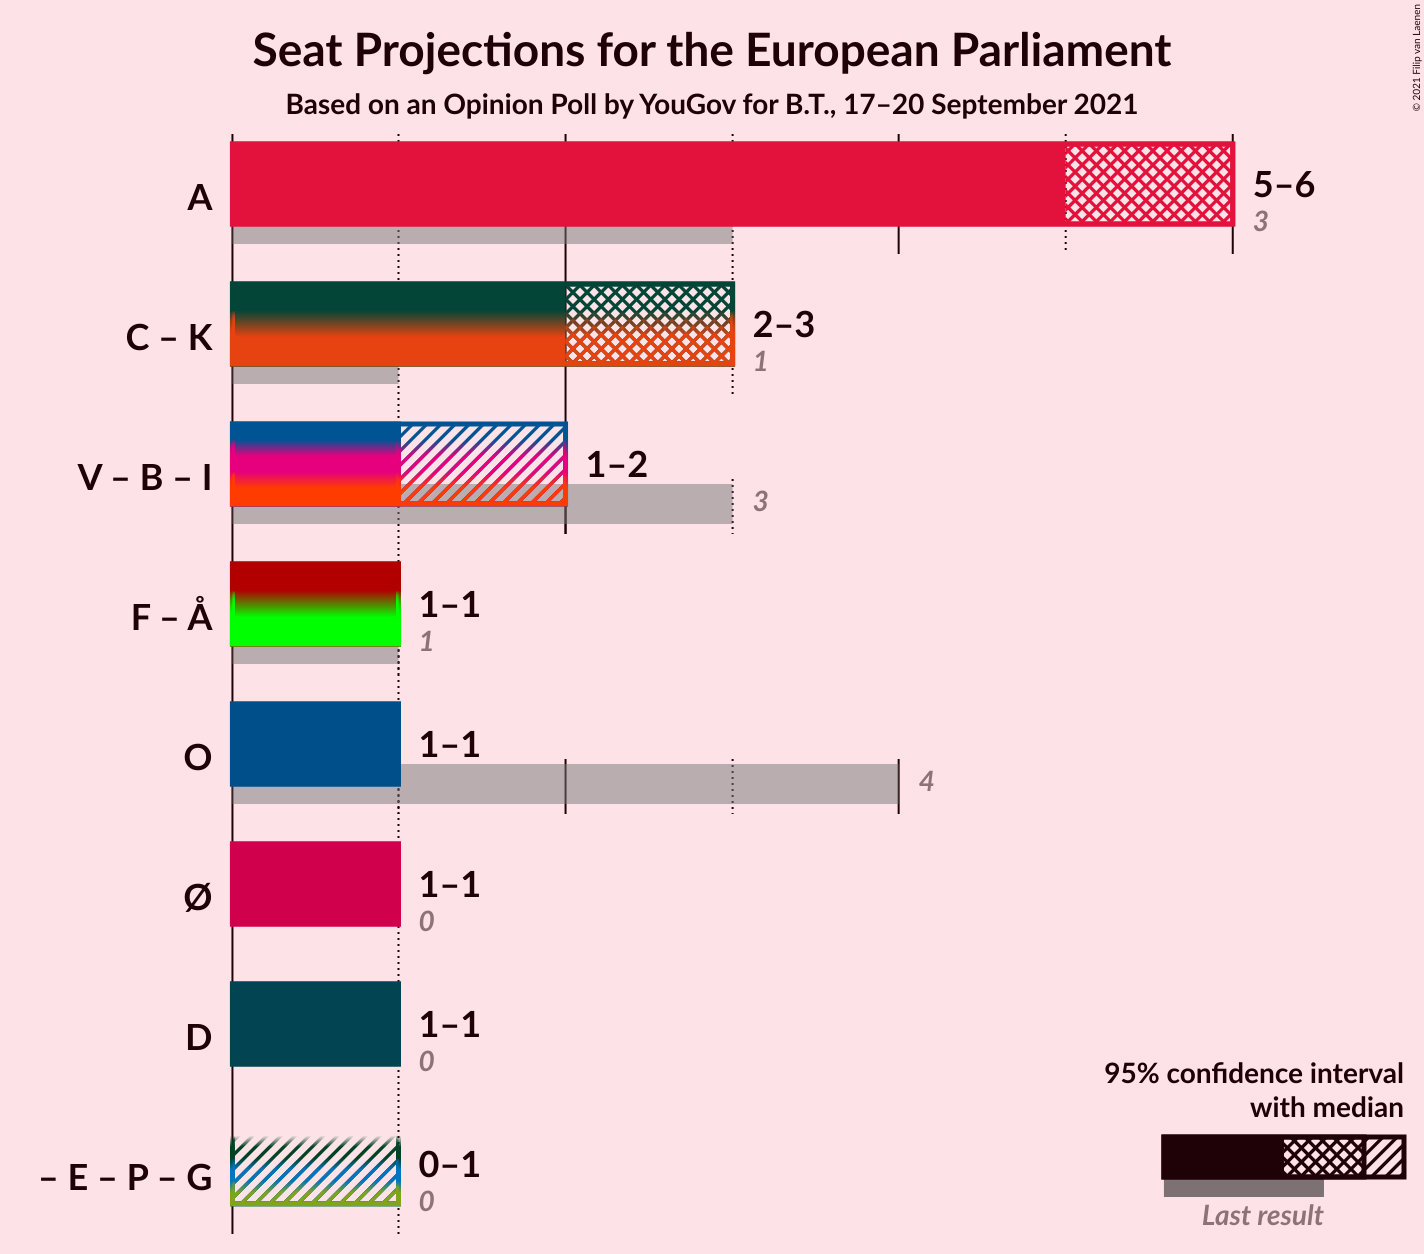 Seat Projections for the European Parliament
Based on an Opinion Poll by YouGov for B.T., 17–20 September 2021
© 2021 Filip van Laenen
A
5–6
3
C – K
2–3
1
V – B – I
1–2
3
F – Å
1–1
1
O
1–1
4
Ø
1–1
0
D
1–1
0
– E – P – G
0–1
0
95% confidence interval
with median
Last result